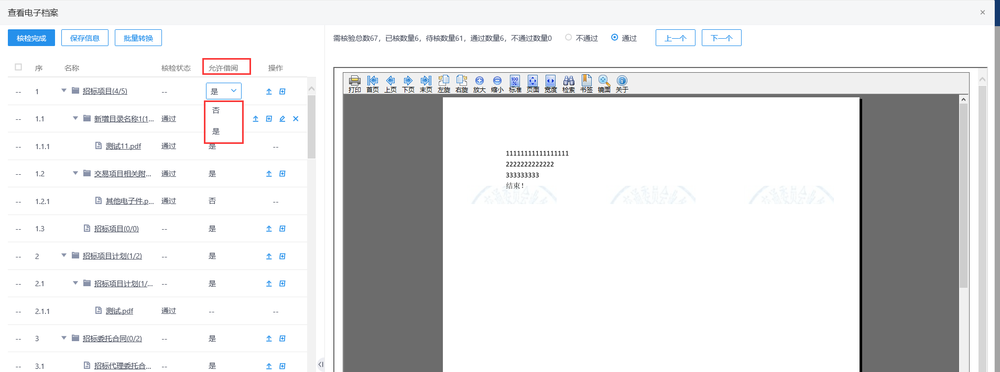 查看电子档案
×
核检完成 保存信息 批量转换
需核验总数67，已核数量6，待核数量61，通过数量6，不通过数量0 不通过 通过 上一个 下一个
序 名称 核检状态 允许借阅 操作
-- 1 招标项目(4/5) -- 是
否
是
-- 1.1 新增目录名称1(1... 通过
-- 1.1.1 测试11.pdf 通过 是 --
-- 1.2 交易项目相关附... 通过 是
-- 1.2.1 其他电子件.p... 通过 否 --
-- 1.3 招标项目(0/0) -- 是
-- 2 招标项目计划(1/2) -- 是
-- 2.1 招标项目计划(1/... -- 是
-- 2.1.1 测试.pdf 通过 -- --
-- 3 招标委托合同(0/2) -- 是
-- 3.1 招标代理委托合... -- 是
打印 首页 上页 下页 末页 左旋 右旋 放大 缩小 标准 页面 宽度 检索 书签 镜面 关于
100
%
11111111111111111
2222222222222
333333333
结束！